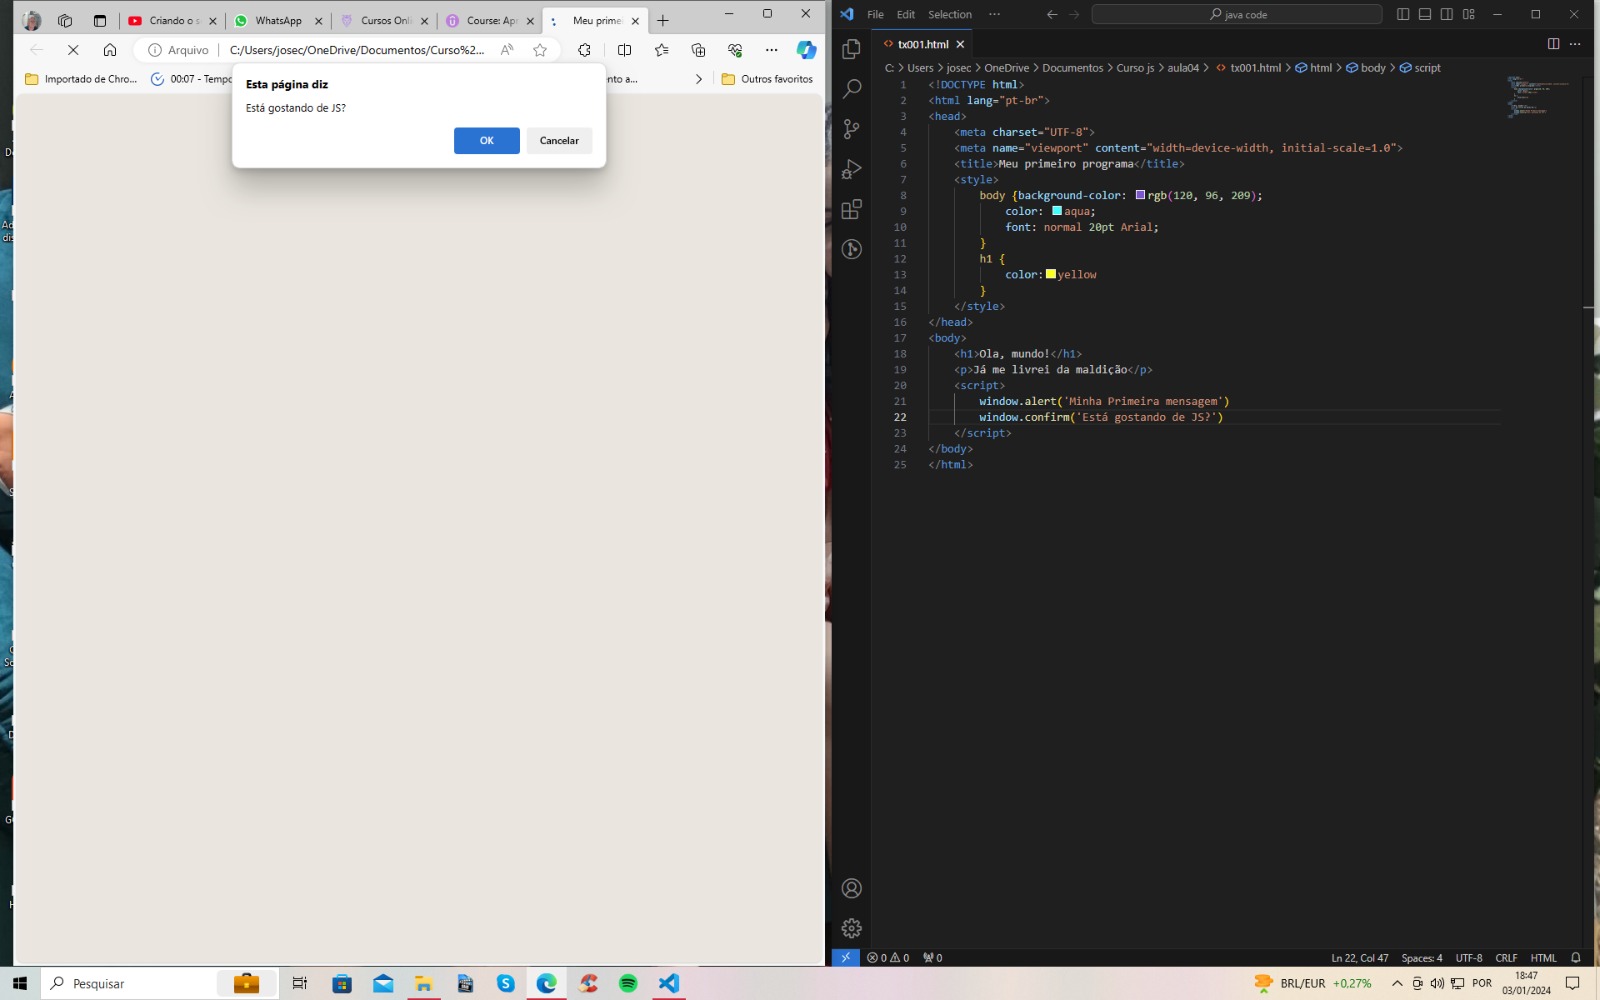 Criando o s
WhatsApp
Cursos Onli
Course: Apr
Meu prime
Arquivo
C:/Users/josec/OneDrive/Documentos/Curso%2...
Importado de Chro...
00:07 - Tempo
nto a...
Outros favoritos
Esta página diz
Está gostando de JS?
OK
Cancelar
File Edit Selection ...
java code
tx001.html
C: > Users > josec > OneDrive > Documentos > Curso js > aula04 > tx001.html > html > body > script
1 <!DOCTYPE html>
2 <html lang="pt-br">
3 <head>
4 <meta charset="UTF-8">
5 <meta name="viewport" content="width=device-width, initial-scale=1.0">
6 <title>Meu primeiro programa</title>
7 <style>
8 body {background-color: rgb(120, 96, 209);
9 color: aqua;
10 font: normal 20pt Arial;
11 }
12 h1 {
13 color:yellow
14 }
15 </style>
16 </head>
17 <body>
18 <h1>Ola, mundo!</h1>
19 <p>Já me livrei da maldição</p>
20 <script>
21 window.alert('Minha Primeira mensagem')
22 window.confirm('Está gostando de JS?')
23 </script>
24 </body>
25 </html>
0 0 0
Ln 22, Col 47 Spaces: 4 UTF-8 CRLF HTML
Pesquisar
BRL/EUR +0,27%
POR
18:47
03/01/2024